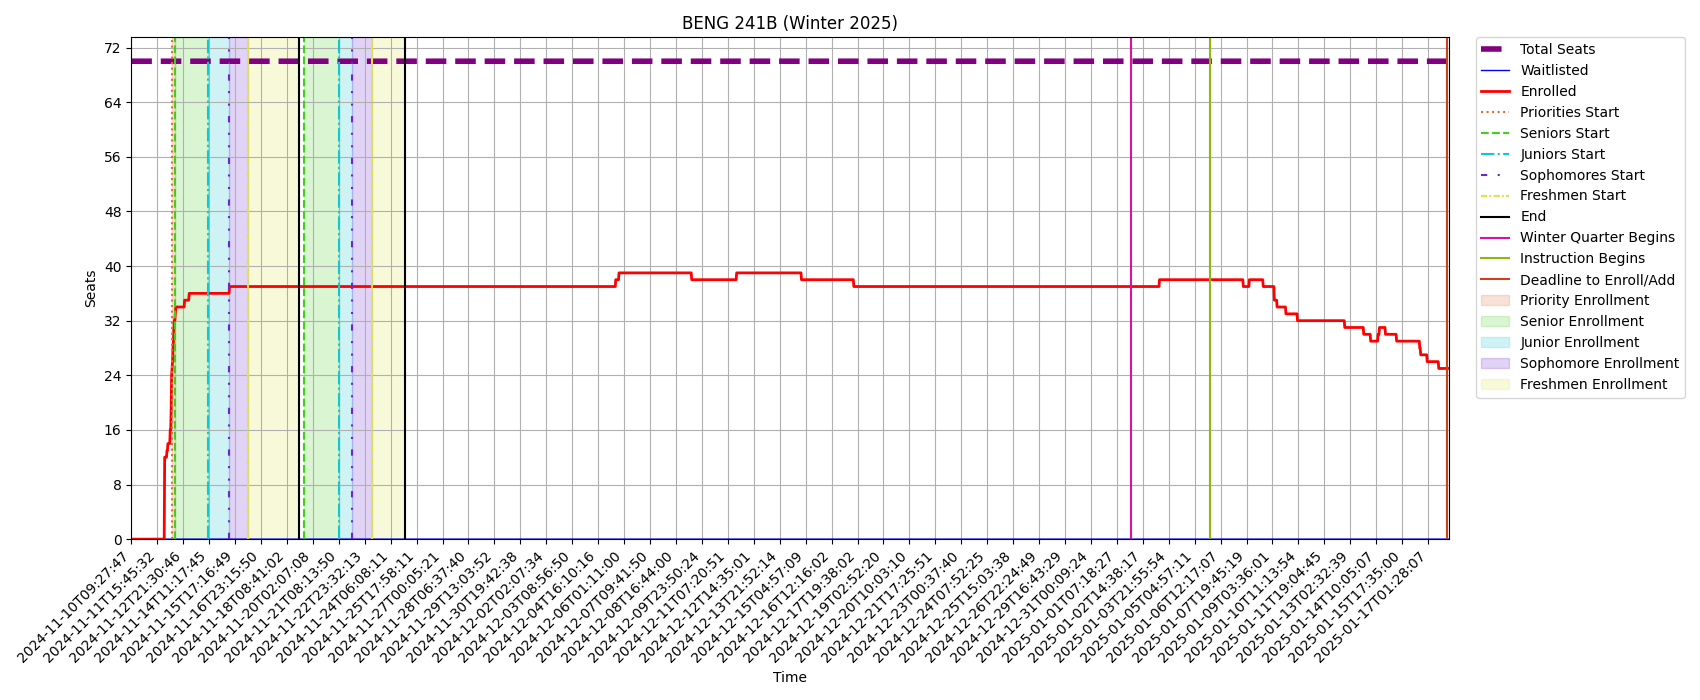 BENG 241B (Winter 2025)
72
64
56
48
40
32
24
16
8
0
Seats
2024-11-10T09:27:47
2024-11-11T15:45:32
2024-11-12T21:30:46
2024-11-14T11:17:45
2024-11-15T17:16:49
2024-11-16T23:15:50
2024-11-18T08:41:02
2024-11-20T02:07:08
2024-11-21T08:13:50
2024-11-22T23:32:13
2024-11-24T06:08:11
2024-11-25T17:58:11
2024-11-27T00:05:21
2024-11-28T06:37:40
2024-11-29T13:03:52
2024-11-30T19:42:38
2024-12-02T02:07:34
2024-12-03T08:56:50
2024-12-04T16:10:16
2024-12-06T01:11:00
2024-12-07T09:41:50
2024-12-08T16:44:00
2024-12-09T23:50:24
2024-12-11T07:20:51
2024-12-12T14:35:01
2024-12-13T21:52:14
2024-12-15T04:57:09
2024-12-16T12:16:02
2024-12-17T19:38:02
2024-12-19T02:52:20
2024-12-20T10:03:10
2024-12-21T17:25:51
2024-12-23T00:37:40
2024-12-24T07:52:25
2024-12-25T15:03:38
2024-12-26T22:24:49
2024-12-29T16:43:29
2024-12-31T00:09:24
2025-01-01T07:18:27
2025-01-02T14:38:17
2025-01-03T21:55:54
2025-01-05T04:57:11
2025-01-06T12:17:07
2025-01-07T19:45:19
2025-01-09T03:36:01
2025-01-10T11:13:54
2025-01-11T19:04:45
2025-01-13T02:32:39
2025-01-14T10:05:07
2025-01-15T17:35:00
2025-01-17T01:28:07
Time
Total Seats
Waitlisted
Enrolled
Priorities Start
Seniors Start
Juniors Start
Sophomores Start
Freshmen Start
End
Winter Quarter Begins
Instruction Begins
Deadline to Enroll/Add
Priority Enrollment
Senior Enrollment
Junior Enrollment
Sophomore Enrollment
Freshmen Enrollment